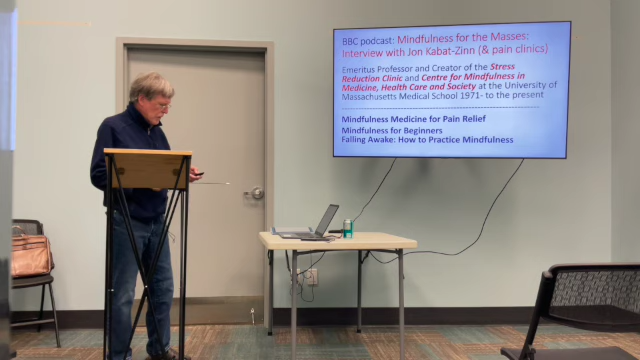 BBC podcast: Mindfulness for the Masses:
Interview with Jon Kabat-Zinn (& pain clinics)
Emeritus Professor and Creator of the Stress
Reduction Clinic and Centre for Mindfulness in
Medicine, Health Care and Society at the University of
Massachusetts Medical School 1971- to the present
Mindfulness Medicine for Pain Relief
Mindfulness for Beginners
Falling Awake: How to Practice Mindfulness